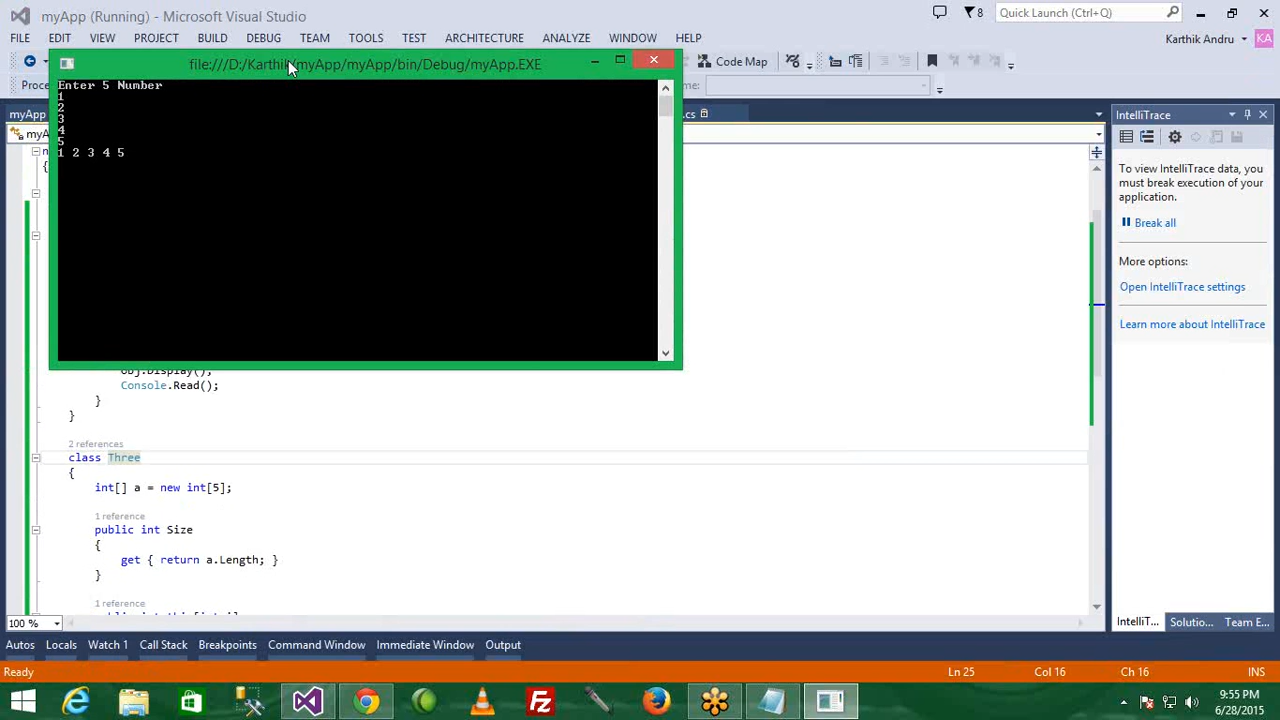 myApp (Running) - Microsoft Visual Studio
8
Quick Launch (Ctrl+Q)
FILE EDIT VIEW PROJECT BUILD DEBUG TEAM TOOLS TEST ARCHITECTURE ANALYZE WINDOW HELP
Karthik Andru
KA
file:///D:/Karthik/myApp/myApp/bin/Debug/myApp.EXE
Code Map
Enter 5 Number
1
2
3
4
5
1 2 3 4 5
myApp
.cs
IntelliTrace
To view IntelliTrace data, you
must break execution of your
application.
Break all
More options:
Open IntelliTrace settings
Learn more about IntelliTrace
obj.Display();
Console.Read();
}
}
2 references
class Three
{
int[] a = new int[5];
1 reference
public int Size
{
get { return a.Length; }
}
1 reference
100 %
IntelliT... Solutio... Team E...
Autos Locals Watch 1 Call Stack Breakpoints Command Window Immediate Window Output
Ready
Ln 25
Col 16
Ch 16
INS
9:55 PM
6/28/2015